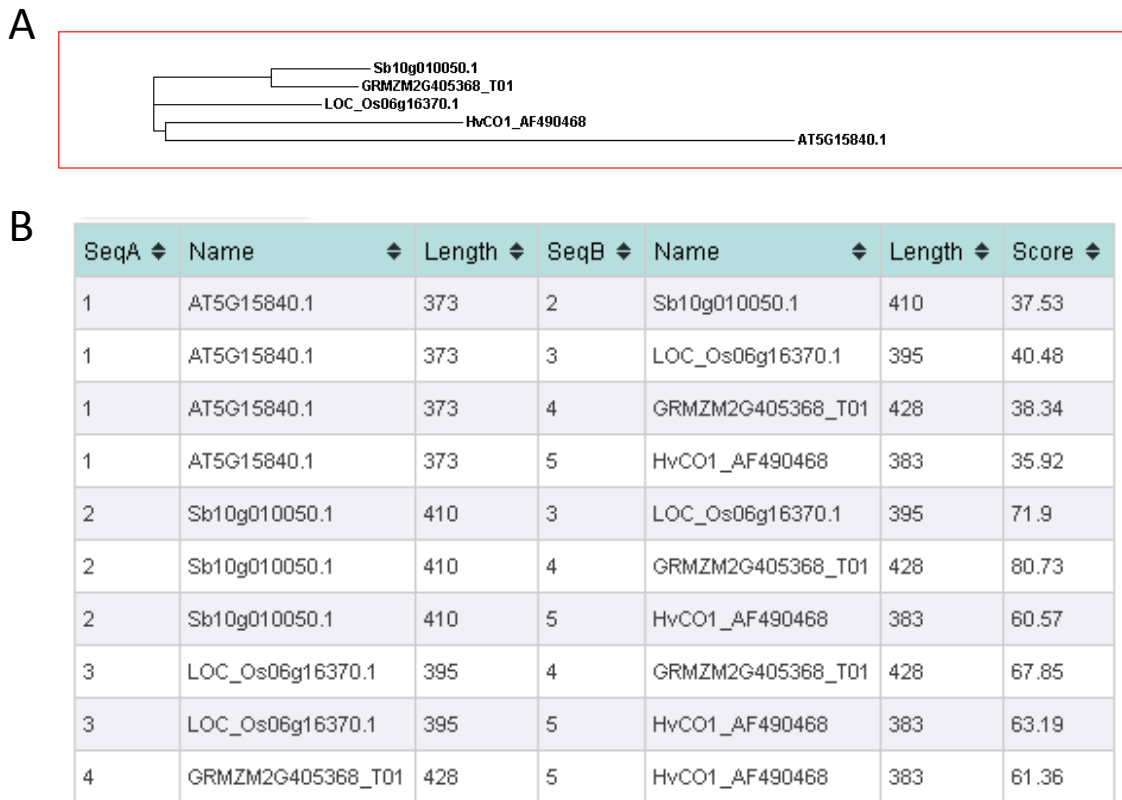 A
Sb10g010050.1
GRMZM2G405368_T01
LOC_Os06g16370.1
HvCO1_AF490468
AT5G15840.1
B
SeqA Name Length SeqB Name Length Score
1 AT5G15840.1 373 2 Sb10g010050.1 410 37.53
1 AT5G15840.1 373 3 LOC_Os06g16370.1 395 40.48
1 AT5G15840.1 373 4 GRMZM2G405368_T01 428 38.34
1 AT5G15840.1 373 5 HvCO1_AF490468 383 35.92
2 Sb10g010050.1 410 3 LOC_Os06g16370.1 395 71.9
2 Sb10g010050.1 410 4 GRMZM2G405368_T01 428 80.73
2 Sb10g010050.1 410 5 HvCO1_AF490468 383 60.57
3 LOC_Os06g16370.1 395 4 GRMZM2G405368_T01 428 67.85
3 LOC_Os06g16370.1 395 5 HvCO1_AF490468 383 63.19
4 GRMZM2G405368_T01 428 5 HvCO1_AF490468 383 61.36